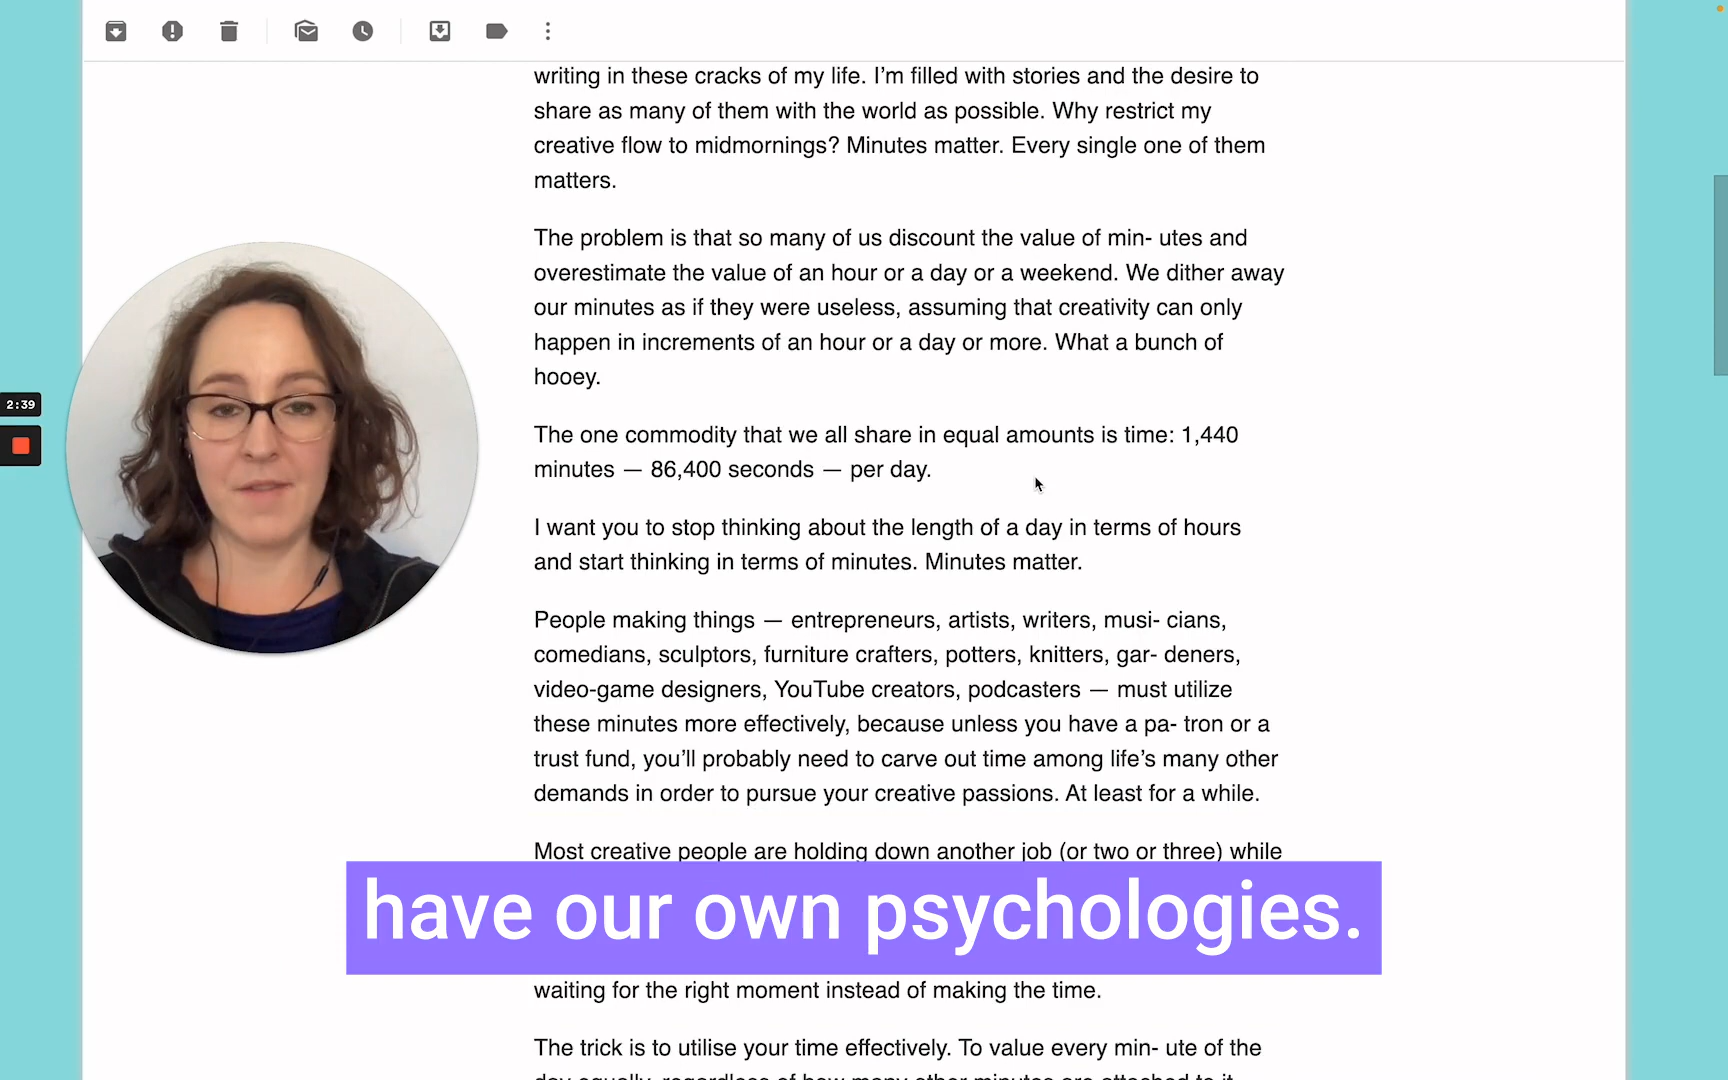 writing in these cracks of my life. I'm filled with stories and the desire to
share as many of them with the world as possible. Why restrict my
creative flow to midmornings? Minutes matter. Every single one of them
matters.
The problem is that so many of us discount the value of min- utes and
overestimate the value of an hour or a day or a weekend. We dither away
our minutes as if they were useless, assuming that creativity can only
happen in increments of an hour or a day or more. What a bunch of
hooey.
2:39
The one commodity that we all share in equal amounts is time: 1,440
minutes — 86,400 seconds — per day.
I want you to stop thinking about the length of a day in terms of hours
and start thinking in terms of minutes. Minutes matter.
People making things — entrepreneurs, artists, writers, musi- cians,
comedians, sculptors, furniture crafters, potters, knitters, gar- deners,
video-game designers, YouTube creators, podcasters — must utilize
these minutes more effectively, because unless you have a pa- tron or a
trust fund, you'll probably need to carve out time among life's many other
demands in order to pursue your creative passions. At least for a while.
Most creative people are holding down another job (or two or three) while
have our own psychologies.
waiting for the right moment instead of making the time.
The trick is to utilise your time effectively. To value every min- ute of the
day equally, regardless of how many other minutes are attached to it.